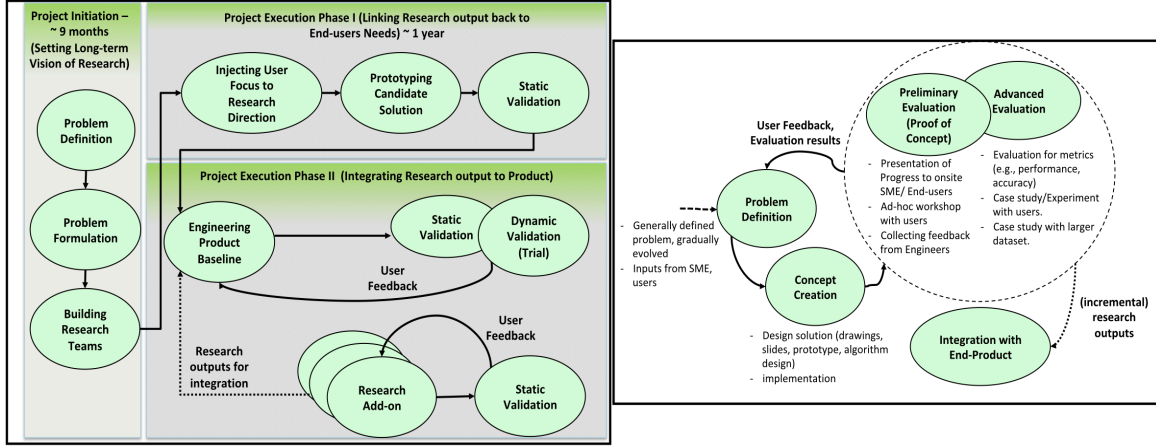 Project Initiation –
~ 9 months
(Setting Long-term
Vision of Research)
Problem
Definition
Problem
Formulation
Building
Research
Teams
Project Execution Phase I (Linking Research output back to
End-users Needs) ~ 1 year
Injecting User
Focus to
Research
Direction
Prototyping
Candidate
Solution
Static
Validation
Project Execution Phase II (Integrating Research output to Product)
Engineering
Product
Baseline
Static
Validation
Dynamic
Validation
(Trial)
User
Feedback
Research
outputs for
integration
Research
Add-on
User
Feedback
Static
Validation
Preliminary
Evaluation
(Proof of
Concept)
Advanced
Evaluation
- Presentation of
Progress to onsite
SME/ End-users
- Ad-hoc workshop
with users
- Collecting feedback
from Engineers
- Evaluation for metrics
(e.g., performance,
accuracy)
- Case study/Experiment
with users.
- Case study with larger
dataset.
User Feedback,
Evaluation results
Problem
Definition
- Generally defined
problem, gradually
evolved
- Inputs from SME,
users
Concept
Creation
- Design solution (drawings,
slides, prototype, algorithm
design)
- implementation
(incremental)
research
outputs
Integration with
End-Product